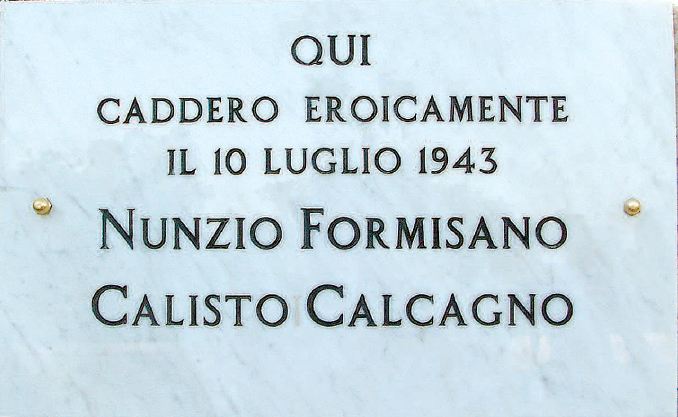 QUI
CADDERO EROICAMENTE
IL 10 LUGLIO 1943
NUNZIO FORMISANO
CALISTO CALCAGNO